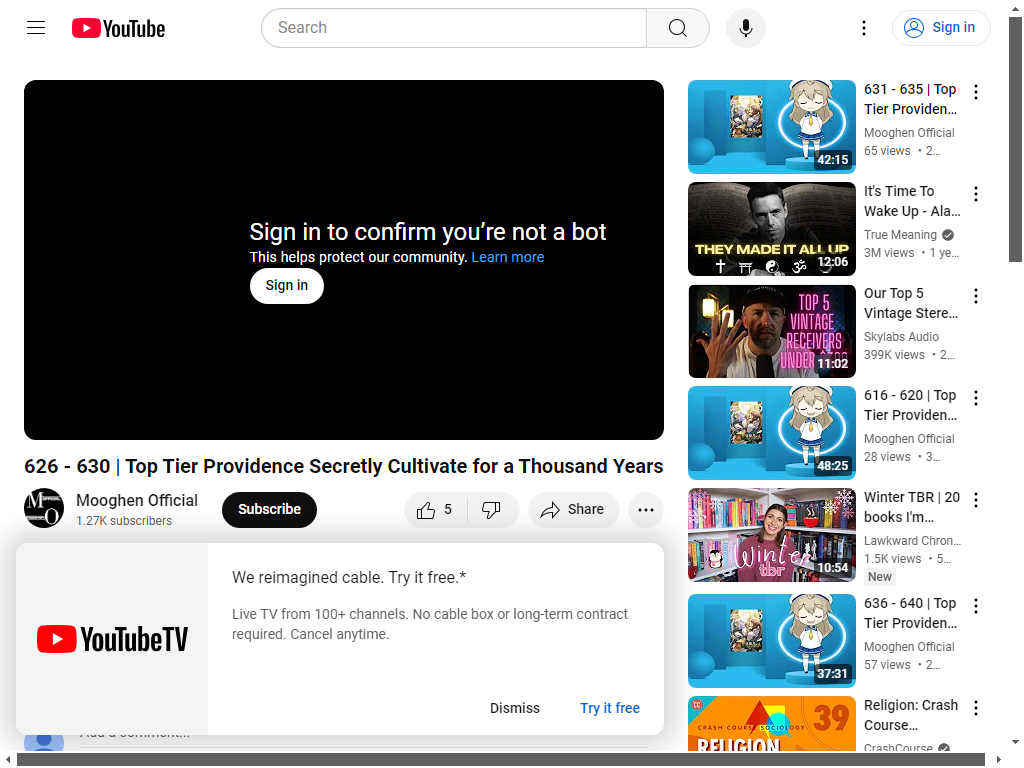 YouTube
Search
Sign in
Sign in to confirm you’re not a bot
This helps protect our community. Learn more
Sign in
626 - 630 | Top Tier Providence Secretly Cultivate for a Thousand Years
Mooghen Official
1.27K subscribers
Subscribe
5
Share
We reimagined cable. Try it free.*
Live TV from 100+ channels. No cable box or long-term contract
required. Cancel anytime.
YouTubeTV
Dismiss
Try it free
Add a comment...
631 - 635 | Top
Tier Providen...
Mooghen Official
65 views • 2...
42:15
It's Time To
Wake Up - Ala...
True Meaning
3M views • 1 ye...
THEY MADE IT ALL UP
12:06
Our Top 5
Vintage Stere...
Skylabs Audio
399K views • 2...
TOP 5
VINTAGE
RECEIVERS
UNDER
11:02
616 - 620 | Top
Tier Providen...
Mooghen Official
28 views • 3...
48:25
Winter TBR | 20
books I'm...
Lawkward Chron...
1.5K views • 5...
New
Winter
tbr
10:54
636 - 640 | Top
Tier Providen...
Mooghen Official
57 views • 2...
37:31
Religion: Crash
Course...
CrashCourse
CC
CRASH COURSE SOCIOLOGY
39
RELIGION